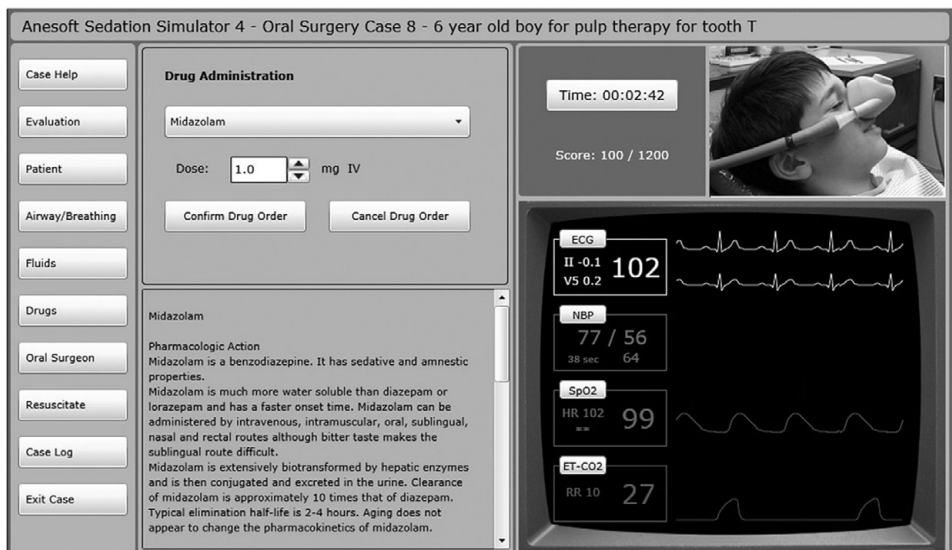 Anesoft Sedation Simulator 4 - Oral Surgery Case 8 - 6 year old boy for pulp therapy for tooth T
Case Help
Evaluation
Patient
Airway/Breathing
Fluids
Drugs
Oral Surgeon
Resuscitate
Case Log
Exit Case
Drug Administration
Midazolam
Dose: 1.0 mg IV
Confirm Drug Order Cancel Drug Order
Midazolam
Pharmacologic Action
Midazolam is a benzodiazepine. It has sedative and amnestic
properties.
Midazolam is much more water soluble than diazepam or
lorazepam and has a faster onset time. Midazolam can be
administered by intravenous, intramuscular, oral, sublingual,
nasal and rectal routes although bitter taste makes the
sublingual route difficult.
Midazolam is extensively biotransformed by hepatic enzymes
and is then conjugated and excreted in the urine. Clearance
of midazolam is approximately 10 times that of diazepam.
Typical elimination half-life is 2-4 hours. Aging does not
appear to change the pharmacokinetics of midazolam.
Time: 00:02:42
Score: 100 / 1200
ECG
II -0.1
V5 0.2
102
NBP
77 / 56
38 sec 64
SpO2
HR 102
==
99
ET-CO2
RR 10 27